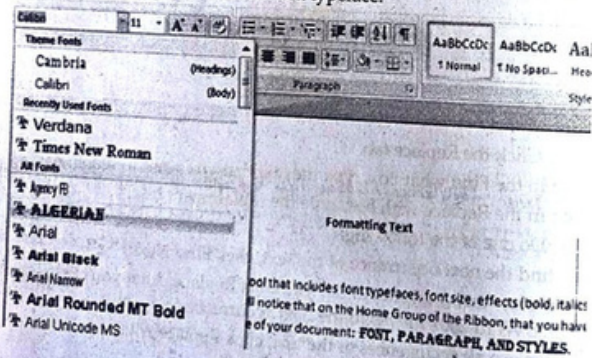 typeface.
Calibri 11 A A
AaBbCcDc AaBbCcDc Aal
1 Normal 1 No Spaci... Hea
Paragraph Style
Theme Fonts
Cambria (Headings)
Calibri (Body)
Recently Used Fonts
Verdana
Times New Roman
All Fonts
Agency FB
ALGERIAN
Arial
Arial Black
Arial Narrow
Arial Rounded MT Bold
Arial Unicode MS
Formatting Text
ool that includes font typefaces, font size, effects (bold, italics
ll notice that on the Home Group of the Ribbon, that you have
e of your document: FONT, PARAGRAPH, AND STYLES.